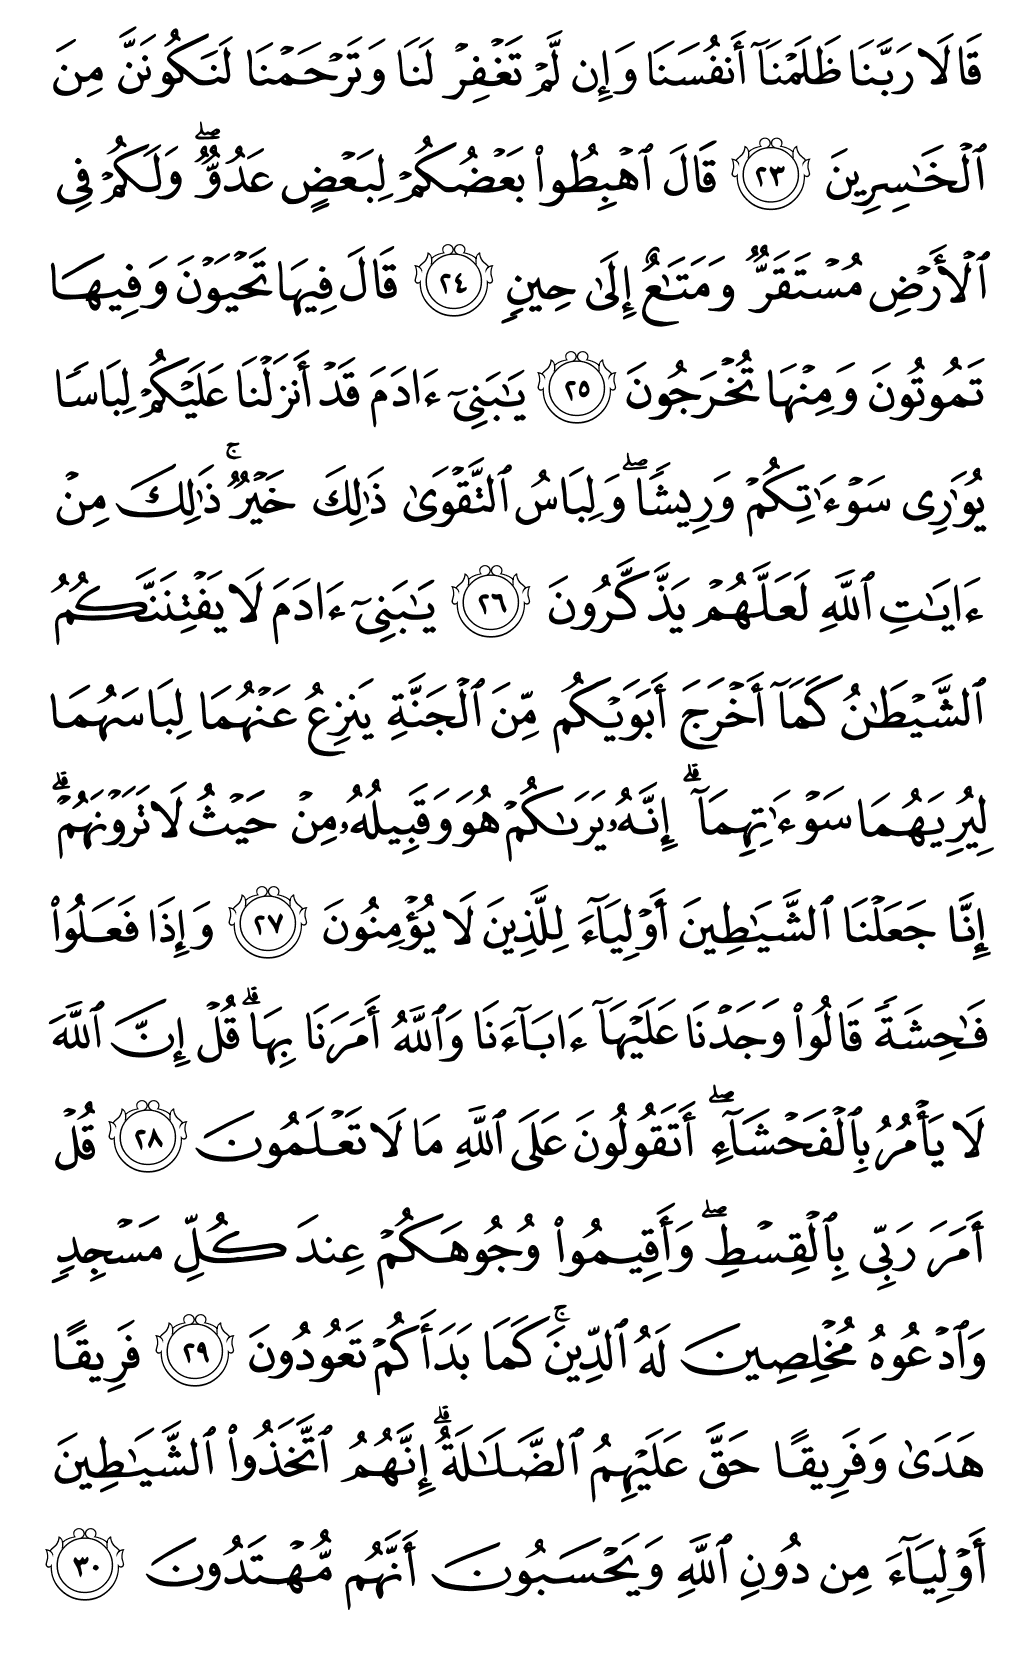 قَالَا رَبَّنَا ظَلَمْنَآ أَنفُسَنَا وَإِن لَّمْ تَغْفِرْ لَنَا وَتَرْحَمْنَا لَنَكُونَنَّ مِنَ
ٱلْخَـٰسِرِينَ ٢٣ قَالَ ٱهْبِطُوا۟ بَعْضُكُمْ لِبَعْضٍ عَدُوٌّ ۖ وَلَكُمْ فِى
ٱلْأَرْضِ مُسْتَقَرٌّ وَمَتَـٰعٌ إِلَىٰ حِينٍ ٢٤ قَالَ فِيهَا تَحْيَوْنَ وَفِيهَا
تَمُوتُونَ وَمِنْهَا تُخْرَجُونَ ٢٥ يَـٰبَنِىٓ ءَادَمَ قَدْ أَنزَلْنَا عَلَيْكُمْ لِبَاسًا
يُوَٰرِى سَوْءَٰتِكُمْ وَرِيشًا ۖ وَلِبَاسُ ٱلتَّقْوَىٰ ذَٰلِكَ خَيْرٌ ۚ ذَٰلِكَ مِنْ
ءَايَـٰتِ ٱللَّهِ لَعَلَّهُمْ يَذَّكَّرُونَ ٢٦ يَـٰبَنِىٓ ءَادَمَ لَا يَفْتِنَنَّكُمُ
ٱلشَّيْطَـٰنُ كَمَآ أَخْرَجَ أَبَوَيْكُم مِّنَ ٱلْجَنَّةِ يَنزِعُ عَنْهُمَا لِبَاسَهُمَا
لِيُرِيَهُمَا سَوْءَٰتِهِمَآ ۗ إِنَّهُۥ يَرَىٰكُمْ هُوَ وَقَبِيلُهُۥ مِنْ حَيْثُ لَا تَرَوْنَهُمْ ۗ
إِنَّا جَعَلْنَا ٱلشَّيَـٰطِينَ أَوْلِيَآءَ لِلَّذِينَ لَا يُؤْمِنُونَ ٢٧ وَإِذَا فَعَلُوا۟
فَـٰحِشَةً قَالُوا۟ وَجَدْنَا عَلَيْهَآ ءَابَآءَنَا وَٱللَّهُ أَمَرَنَا بِهَا ۗ قُلْ إِنَّ ٱللَّهَ
لَا يَأْمُرُ بِٱلْفَحْشَآءِ ۖ أَتَقُولُونَ عَلَى ٱللَّهِ مَا لَا تَعْلَمُونَ ٢٨ قُلْ
أَمَرَ رَبِّى بِٱلْقِسْطِ ۖ وَأَقِيمُوا۟ وُجُوهَكُمْ عِندَ كُلِّ مَسْجِدٍ
وَٱدْعُوهُ مُخْلِصِينَ لَهُ ٱلدِّينَ ۚ كَمَا بَدَأَكُمْ تَعُودُونَ ٢٩ فَرِيقًا
هَدَىٰ وَفَرِيقًا حَقَّ عَلَيْهِمُ ٱلضَّلَـٰلَةُ ۗ إِنَّهُمُ ٱتَّخَذُوا۟ ٱلشَّيَـٰطِينَ
أَوْلِيَآءَ مِن دُونِ ٱللَّهِ وَيَحْسَبُونَ أَنَّهُم مُّهْتَدُونَ ٣٠